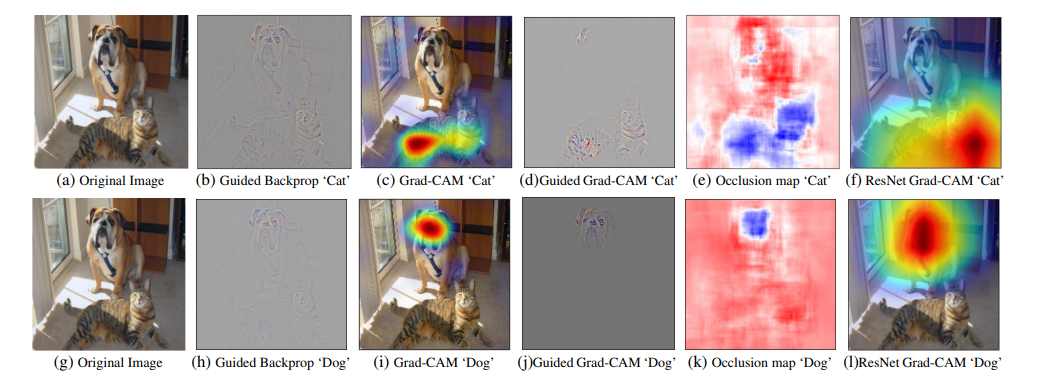 (a) Original Image (b) Guided Backprop ‘Cat’ (c) Grad-CAM ‘Cat’ (d)Guided Grad-CAM ‘Cat’ (e) Occlusion map ‘Cat’ (f) ResNet Grad-CAM ‘Cat’
(g) Original Image (h) Guided Backprop ‘Dog’ (i) Grad-CAM ‘Dog’ (j)Guided Grad-CAM ‘Dog’ (k) Occlusion map ‘Dog’ (l)ResNet Grad-CAM ‘Dog’